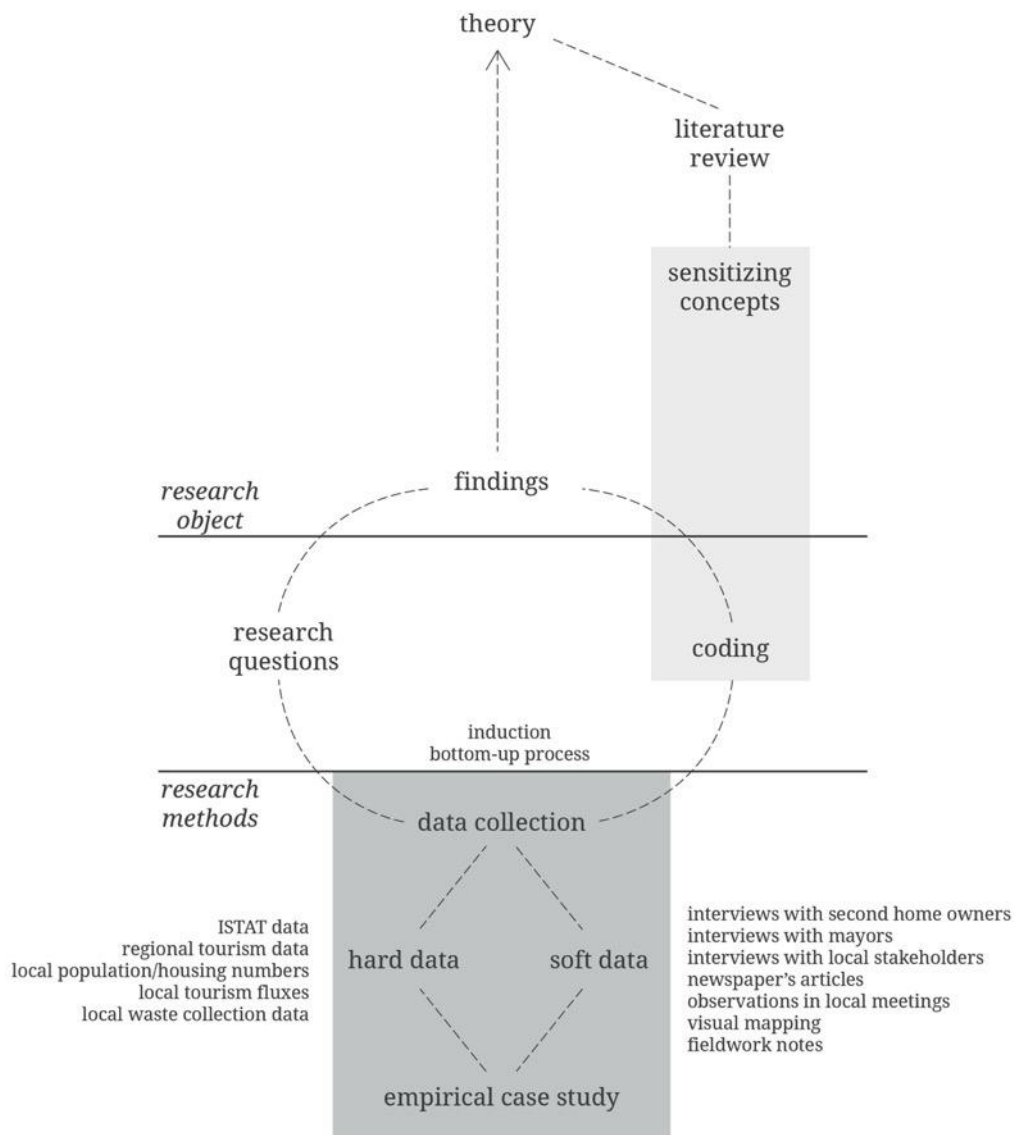 theory
literature
review
sensitizing
concepts
findings
research
object
research
questions
coding
induction
bottom-up process
research
methods
data collection
ISTAT data
regional tourism data
local population/housing numbers
local tourism fluxes
local waste collection data
hard data
soft data
interviews with second home owners
interviews with mayors
interviews with local stakeholders
newspaper's articles
observations in local meetings
visual mapping
fieldwork notes
empirical case study